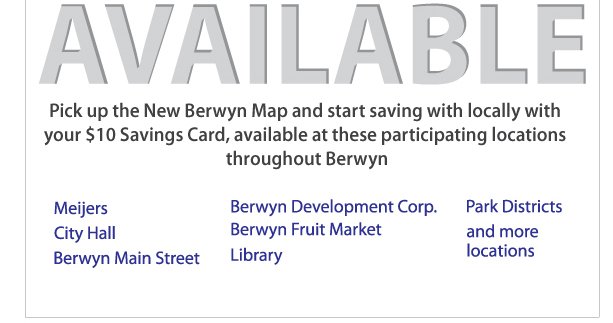 AVAILABLE
Pick up the New Berwyn Map and start saving with locally with
your $10 Savings Card, available at these participating locations
throughout Berwyn
Meijers
City Hall
Berwyn Main Street
Berwyn Development Corp.
Berwyn Fruit Market
Library
Park Districts
and more
locations